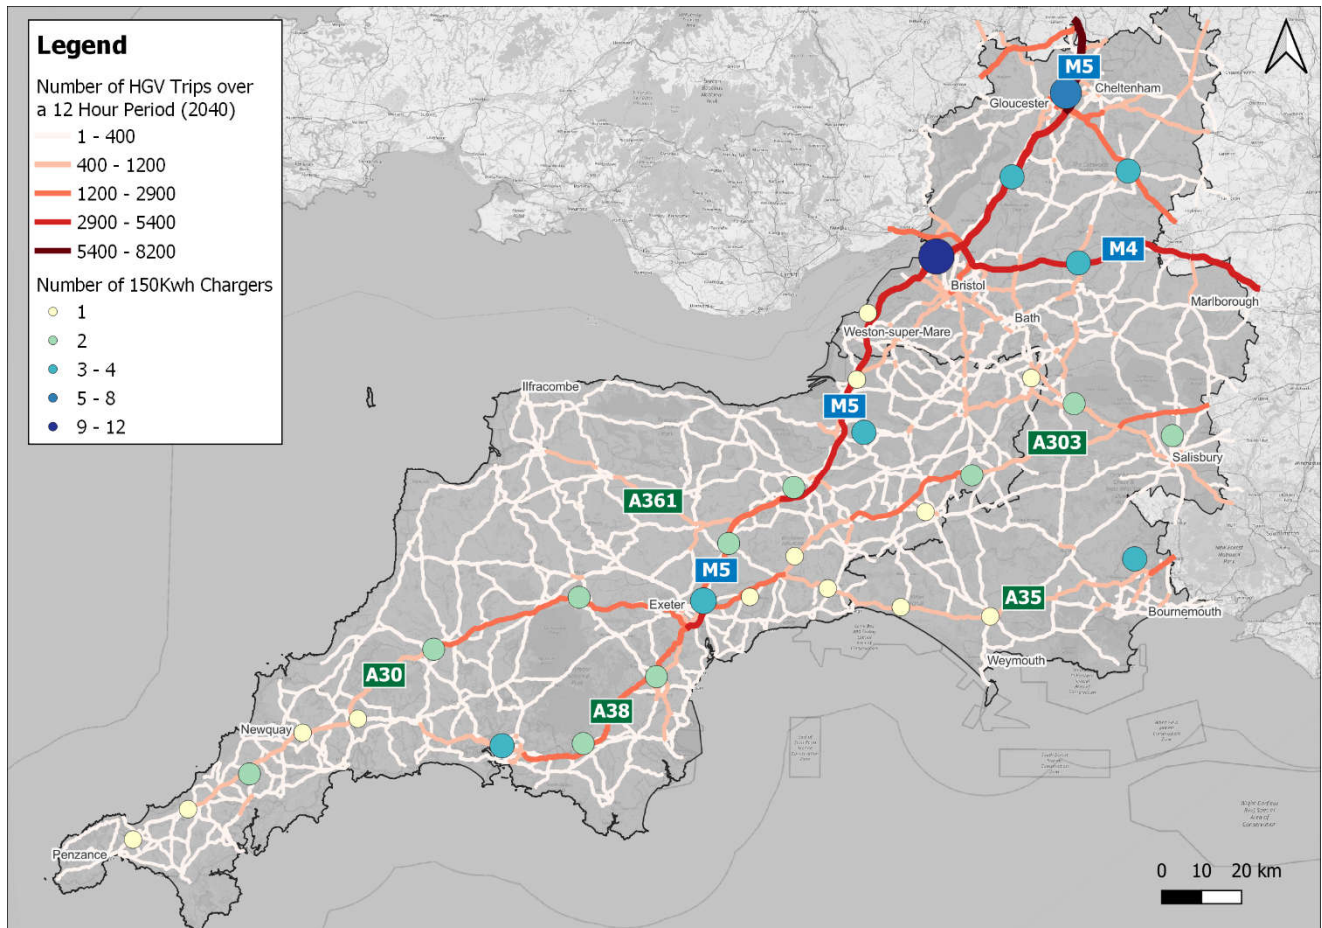 Legend
Number of HGV Trips over
a 12 Hour Period (2040)
1 - 400
400 - 1200
1200 - 2900
2900 - 5400
5400 - 8200
Number of 150Kwh Chargers
1
2
3 - 4
5 - 8
9 - 12
M5
Cheltenham
Gloucester
M4
Bristol
Marlborough
Bath
Weston-super-Mare
Ilfracombe
M5
A303
Salisbury
A361
M5
Exeter
A35
Bournemouth
Weymouth
A30
A38
Newquay
Penzance
0 10 20 km